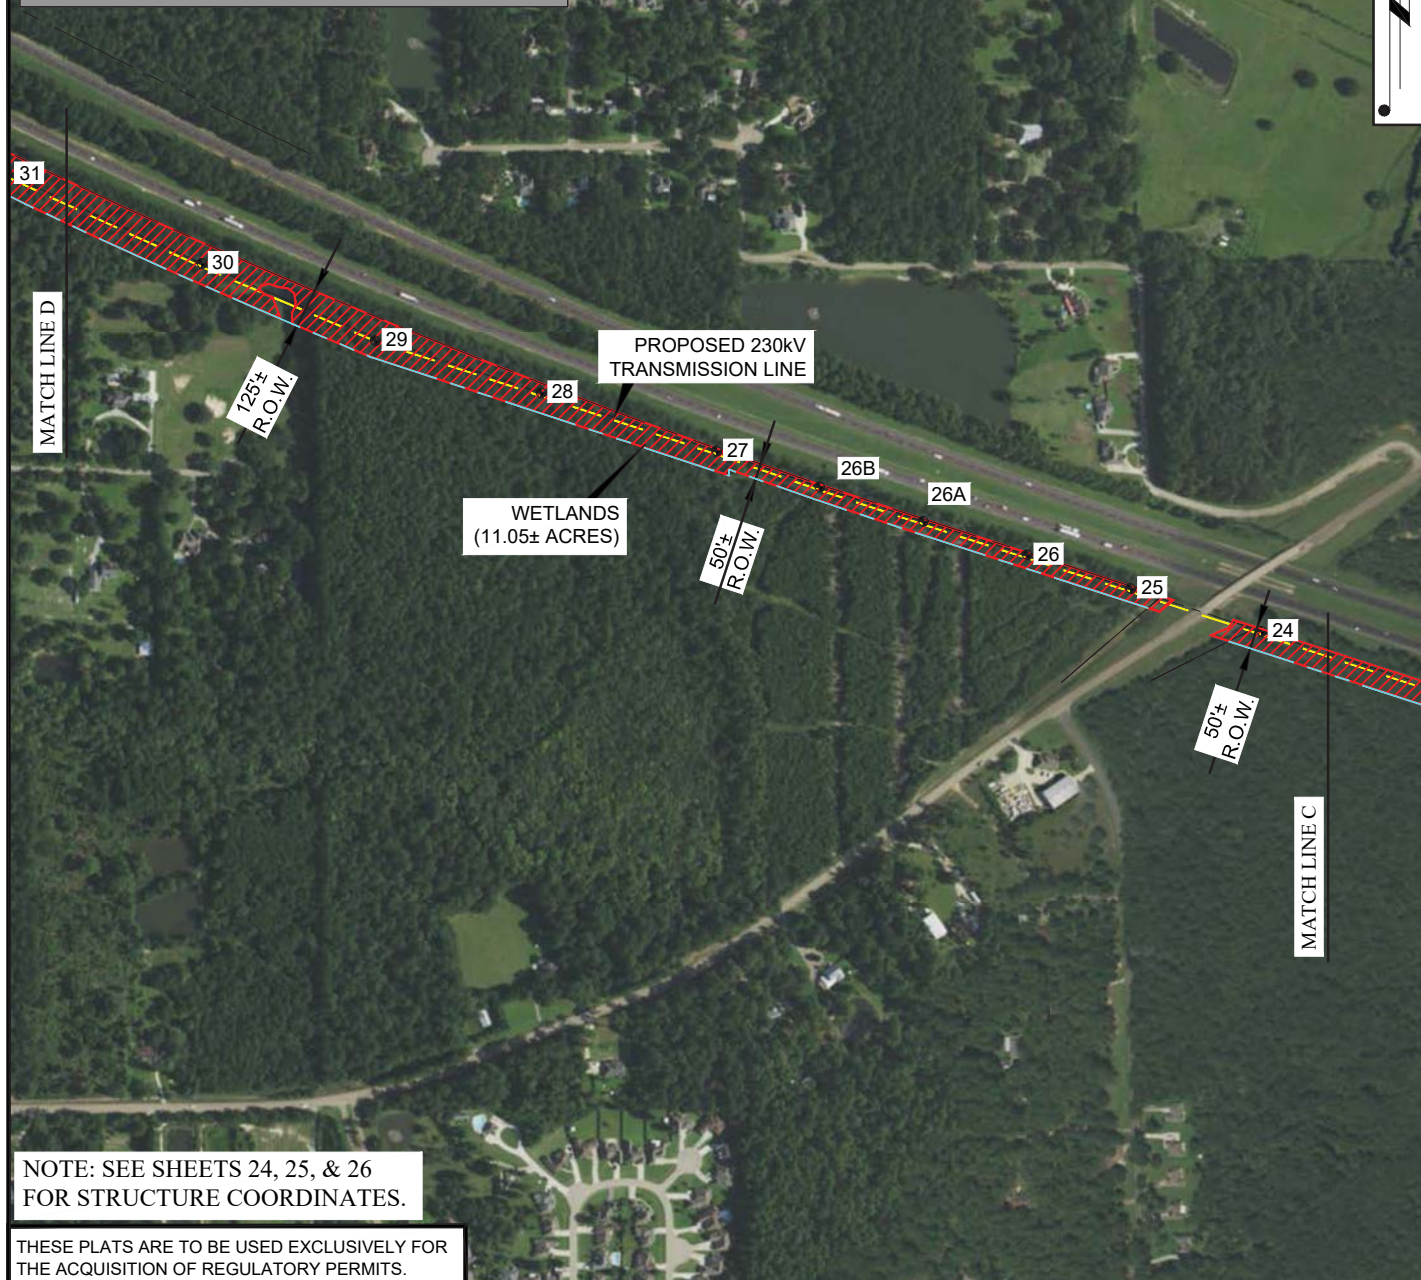 31
30
29
MATCH LINE D
125'±
R.O.W.
PROPOSED 230kV
TRANSMISSION LINE
28
27
26B
26A
WETLANDS
(11.05± ACRES)
50'±
R.O.W.
26
25
24
50'±
R.O.W.
MATCH LINE C
NOTE: SEE SHEETS 24, 25, & 26
FOR STRUCTURE COORDINATES.
THESE PLATS ARE TO BE USED EXCLUSIVELY FOR
THE ACQUISITION OF REGULATORY PERMITS.